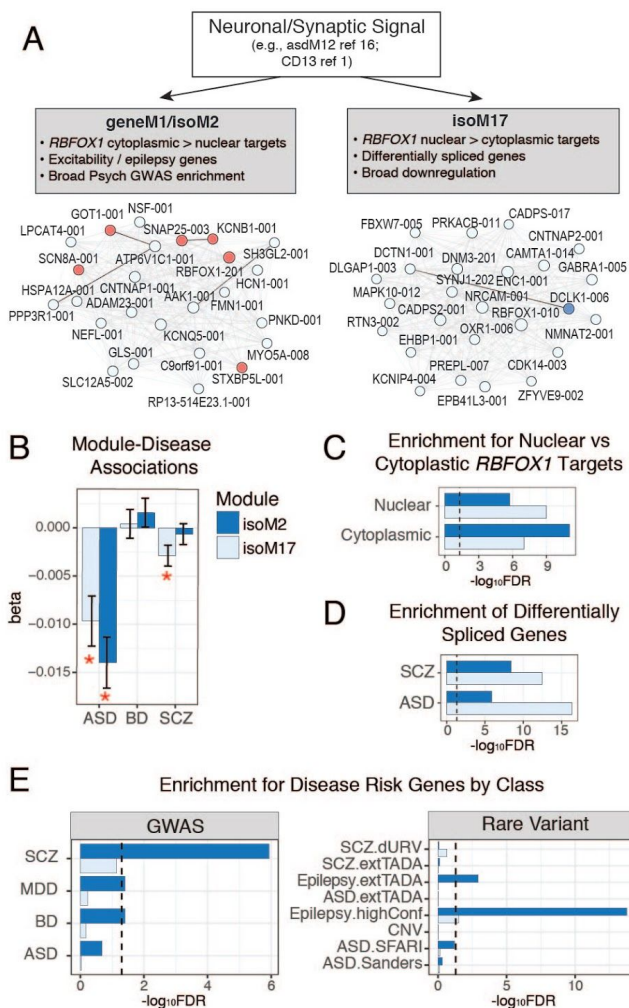 A
Neuronal/Synaptic Signal
(e.g., asdM12 ref 16;
CD13 ref 1)
geneM1/isoM2
• RBFOX1 cytoplasmic > nuclear targets
• Excitability / epilepsy genes
• Broad Psych GWAS enrichment
isoM17
• RBFOX1 nuclear > cytoplasmic targets
• Differentially spliced genes
• Broad downregulation
NSF-001
GOT1-001
LPCAT4-001
SNAP25-003
KCNB1-001
SCN8A-001
ATP6V1C1-001
SH3GL2-001
RBFOX1-201
HSPA12A-001
CNTNAP1-001
HCN1-001
AAK1-001
PPP3R1-001
ADAM23-001
FMN1-001
NEFL-001
KCNQ5-001
PNKD-001
GLS-001
MYO5A-008
C9orf91-001
SLC12A5-002
STXBP5L-001
RP13-514E23.1-001
CADPS-017
FBXW7-005
PRKACB-011
CNTNAP2-001
DCTN1-001
CAMTA1-014
DNM3-201
DLGAP1-003
GABRA1-005
SYNJ1-202
ENC1-001
MAPK10-012
NRCAM-001
DCLK1-006
CADPS2-001
RBFOX1-010
RTN3-002
OXR1-006
NMNAT2-001
EHBP1-001
PREPL-007
CDK14-003
KCNIP4-004
EPB41L3-001
ZFYVE9-002
B
Module-Disease
Associations
beta
0.000
−0.005
−0.010
−0.015
*
*
*
ASD
BD
SCZ
Module
isoM2
isoM17
C
Enrichment for Nuclear vs
Cytoplastic RBFOX1 Targets
Nuclear
Cytoplasmic
0
3
6
9
-log10FDR
D
Enrichment of Differentially
Spliced Genes
SCZ
ASD
0
5
10
15
-log10FDR
E
Enrichment for Disease Risk Genes by Class
GWAS
SCZ
MDD
BD
ASD
0
2
4
6
-log10FDR
Rare Variant
SCZ.dURV
SCZ.extTADA
Epilepsy.extTADA
ASD.extTADA
Epilepsy.highConf
CNV
ASD.SFARI
ASD.Sanders
0
5
10
-log10FDR